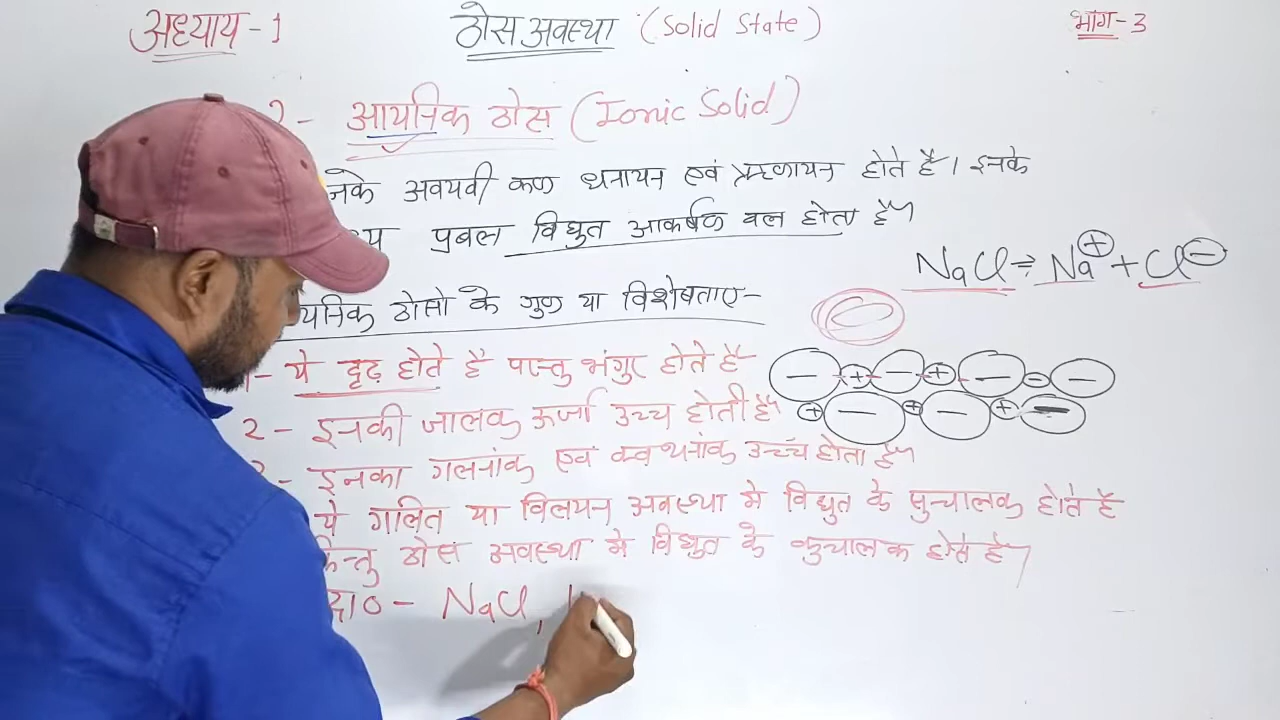 अध्याय-1 ठोस अवस्था (Solid State) भाग-3
2- आयनिक ठोस (Ionic Solid)
नके अवयवी कण धनायन एवं ऋणायन होते है। इनके
ध्य प्रबल विद्युत आकर्षक बल होता है
NaCl ⇌ Na⊕ + Cl⊖
यनिक ठोसो के गुण या विशेषताए-
1- ये दृढ़ होते है परन्तु भंगुर होते है
2- इनकी जालक ऊर्जा उच्च होती है
3- इनका गलनांक एवं क्वथनांक उच्च होता है
ये गलित या विलयन अवस्था मे विद्युत के सुचालक होते है
किन्तु ठोस अवस्था मे विद्युत के कुचालक होते है
दा०- NaCl,
− + − + − − −
+ − + − + −